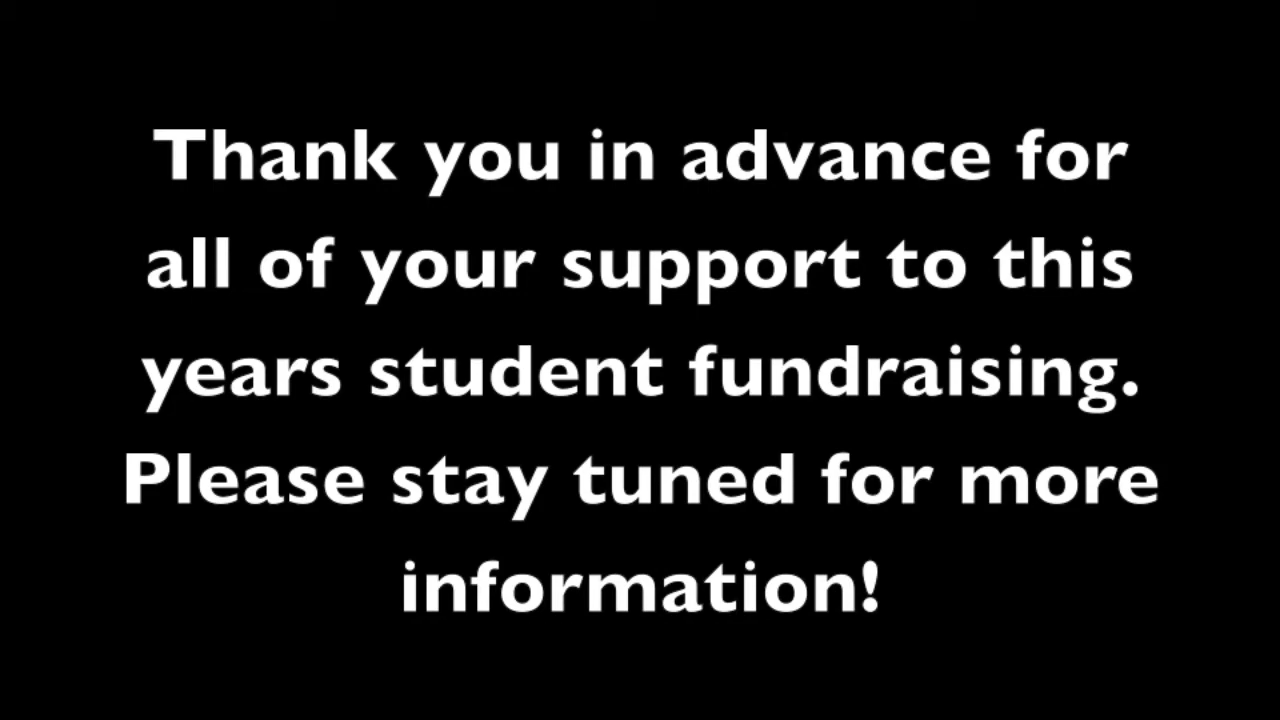 Thank you in advance for
all of your support to this
years student fundraising.
Please stay tuned for more
information!